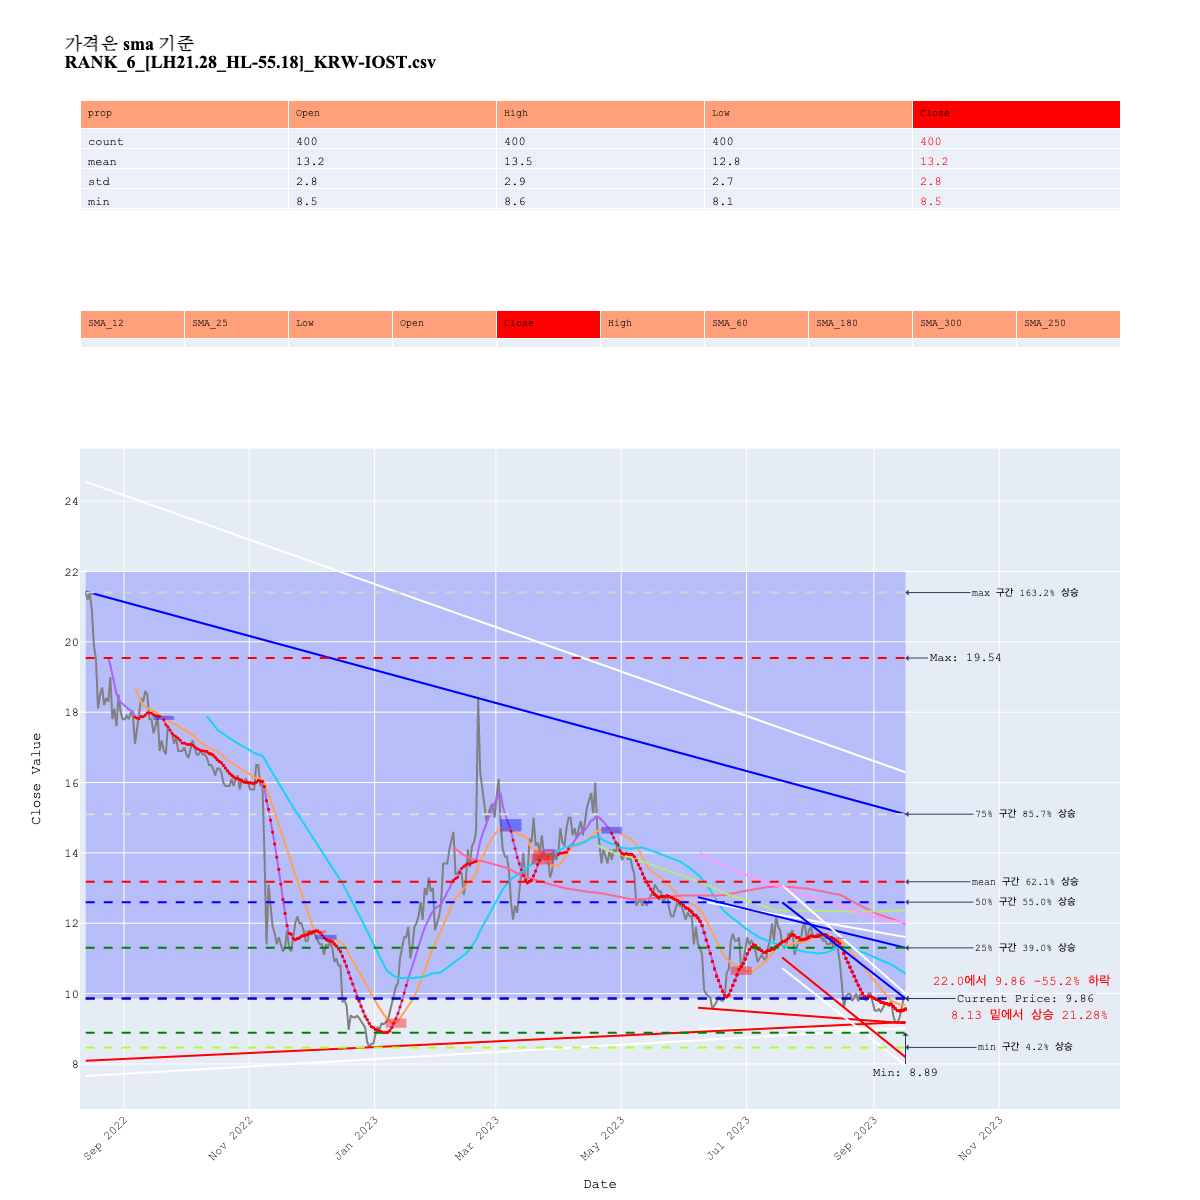 가격은 sma 기준
RANK_6_[LH21.28_HL-55.18]_KRW-IOST.csv
prop Open High Low Close
count 400 400 400 400
mean 13.2 13.5 12.8 13.2
std 2.8 2.9 2.7 2.8
min 8.5 8.6 8.1 8.5
SMA_12 SMA_25 Low Open Close High SMA_60 SMA_180 SMA_300 SMA_250
24
22
max 구간 163.2% 상승
20
Max: 19.54
18
16
75% 구간 85.7% 상승
14
mean 구간 62.1% 상승
50% 구간 55.0% 상승
12
25% 구간 39.0% 상승
22.0에서 9.86 -55.2% 하락
10
Current Price: 9.86
8.13 밑에서 상승 21.28%
min 구간 4.2% 상승
8
Min: 8.89
Close Value
Sep 2022 Nov 2022 Jan 2023 Mar 2023 May 2023 Jul 2023 Sep 2023 Nov 2023
Date